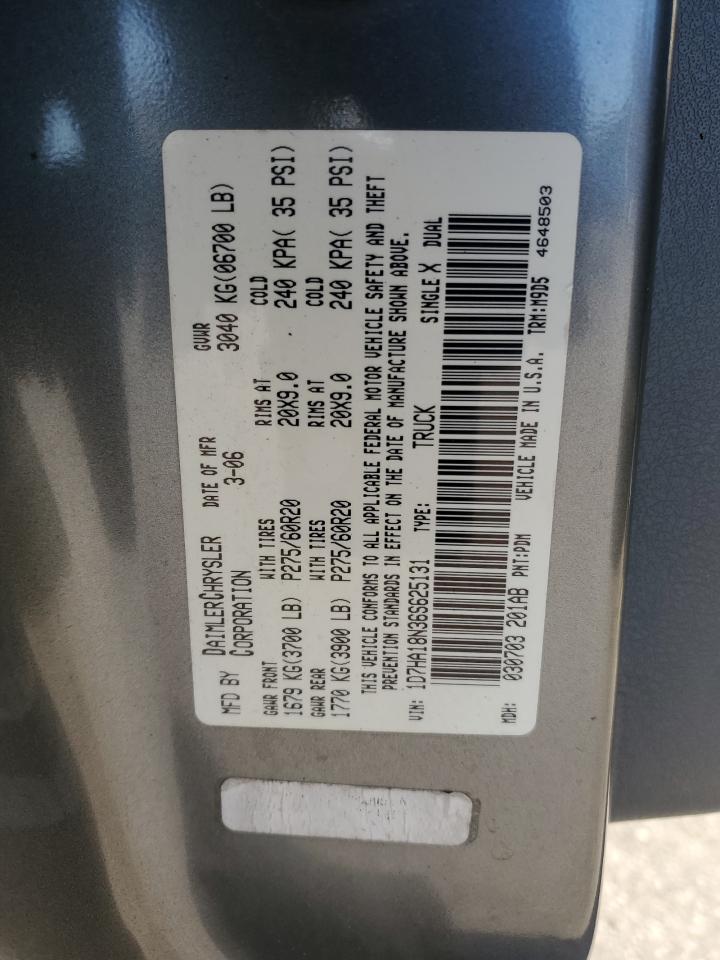 MFD BY DAIMLERCHRYSLER CORPORATION DATE OF MFR 3-06 GVWR 3040 KG(06700 LB)
GAWR FRONT WITH TIRES RIMS AT COLD
1679 KG(3700 LB) P275/60R20 20X9.0 240 KPA( 35 PSI)
GAWR REAR WITH TIRES RIMS AT COLD
1770 KG(3900 LB) P275/60R20 20X9.0 240 KPA( 35 PSI)
THIS VEHICLE CONFORMS TO ALL APPLICABLE FEDERAL MOTOR VEHICLE SAFETY AND THEFT
PREVENTION STANDARDS IN EFFECT ON THE DATE OF MANUFACTURE SHOWN ABOVE.
VIN: 1D7HA18N36S625131 TYPE: TRUCK SINGLE X DUAL
MDH: 030703 201AB PNT:PDM VEHICLE MADE IN U.S.A. TRM:M9D5 4648503